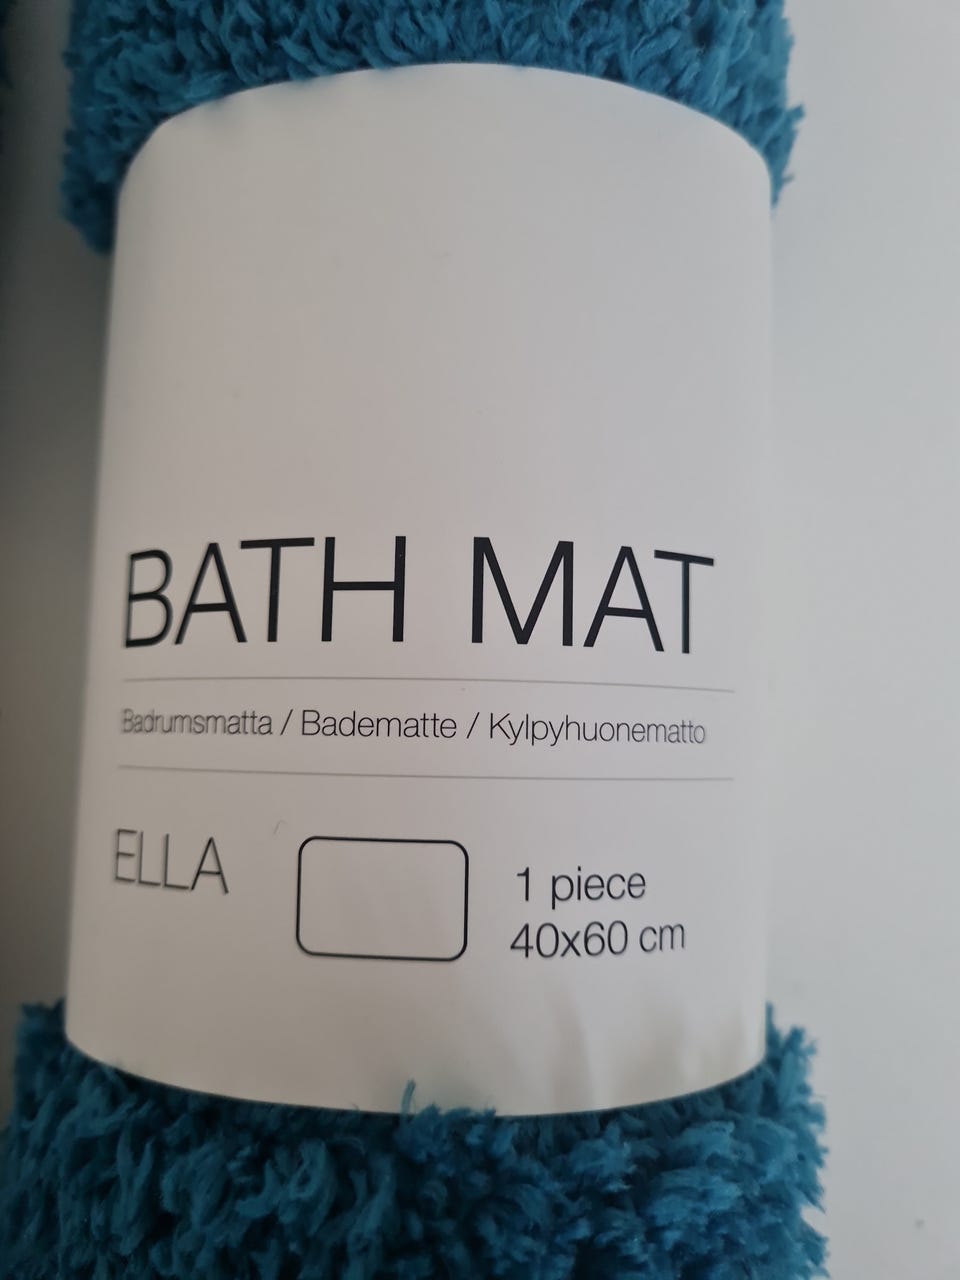 BATH MAT
Badrumsmatta / Badematte / Kylpyhuonematto
ELLA
1 piece
40x60 cm